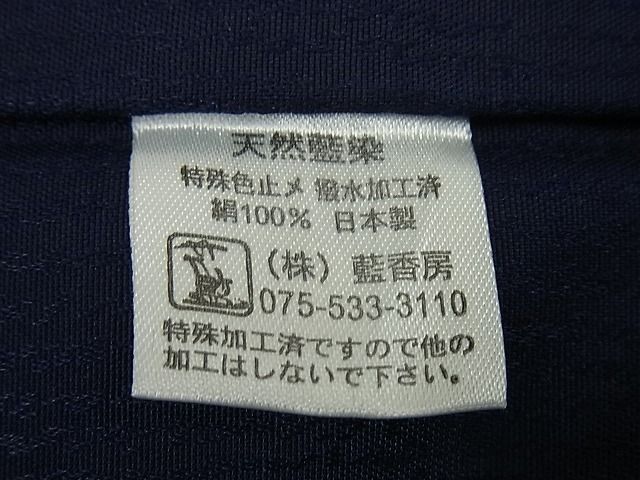 天然藍染
特殊色止メ 撥水加工済
絹100% 日本製
(株) 藍香房
075-533-3110
特殊加工済ですので他の
加工はしないで下さい。